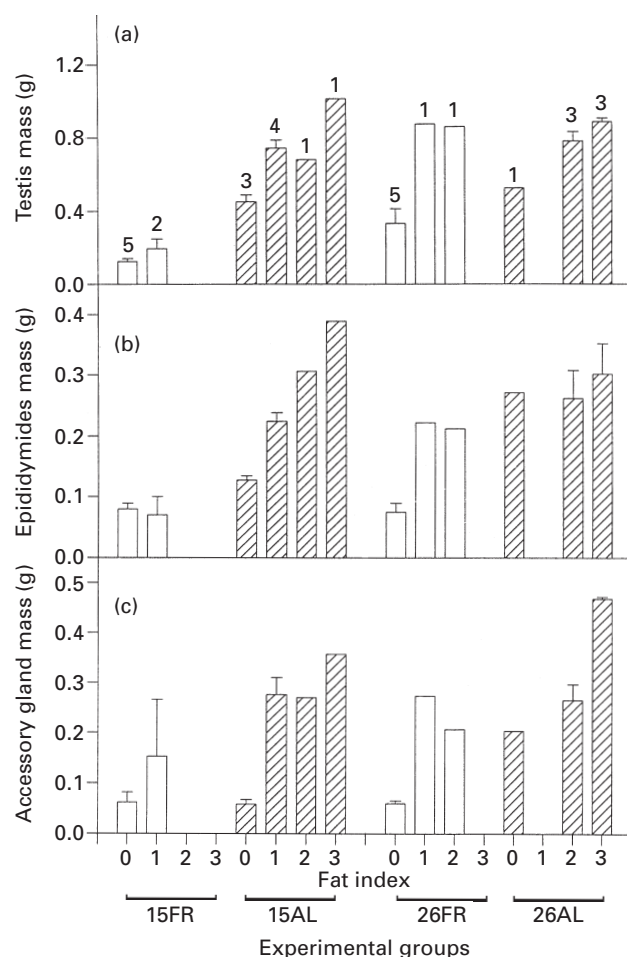 (a)
Testis mass (g)
1.2
0.8
0.4
0.0
5 2 3 4 1 1 5 1 1 1 3 3
(b)
Epididymides mass (g)
0.4
0.3
0.2
0.1
0.0
(c)
Accessory gland mass (g)
0.5
0.4
0.3
0.2
0.1
0.0
0 1 2 3 0 1 2 3 0 1 2 3 0 1 2 3
Fat index
15FR 15AL 26FR 26AL
Experimental groups